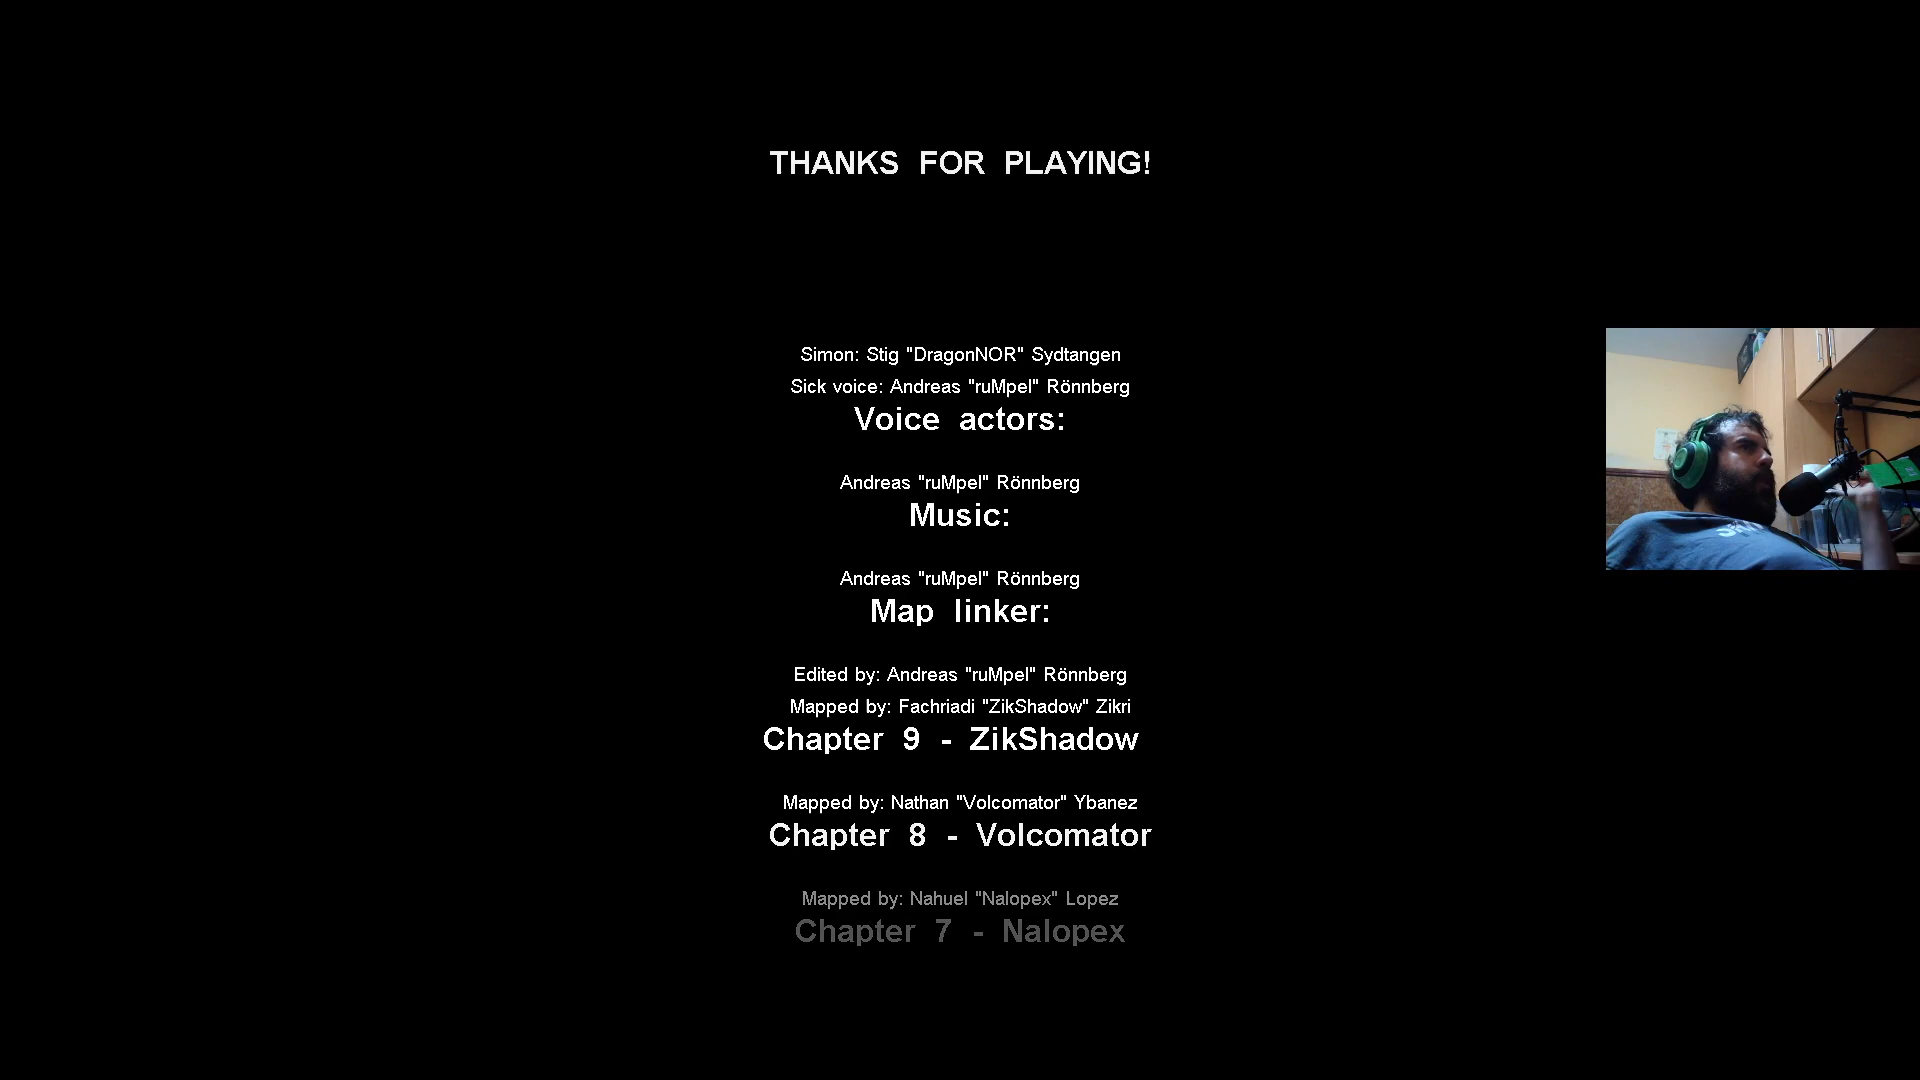 THANKS FOR PLAYING!
Simon: Stig "DragonNOR" Sydtangen
Sick voice: Andreas "ruMpel" Rönnberg
Voice actors:
Andreas "ruMpel" Rönnberg
Music:
Andreas "ruMpel" Rönnberg
Map linker:
Edited by: Andreas "ruMpel" Rönnberg
Mapped by: Fachriadi "ZikShadow" Zikri
Chapter 9 - ZikShadow
Mapped by: Nathan "Volcomator" Ybanez
Chapter 8 - Volcomator
Mapped by: Nahuel "Nalopex" Lopez
Chapter 7 - Nalopex